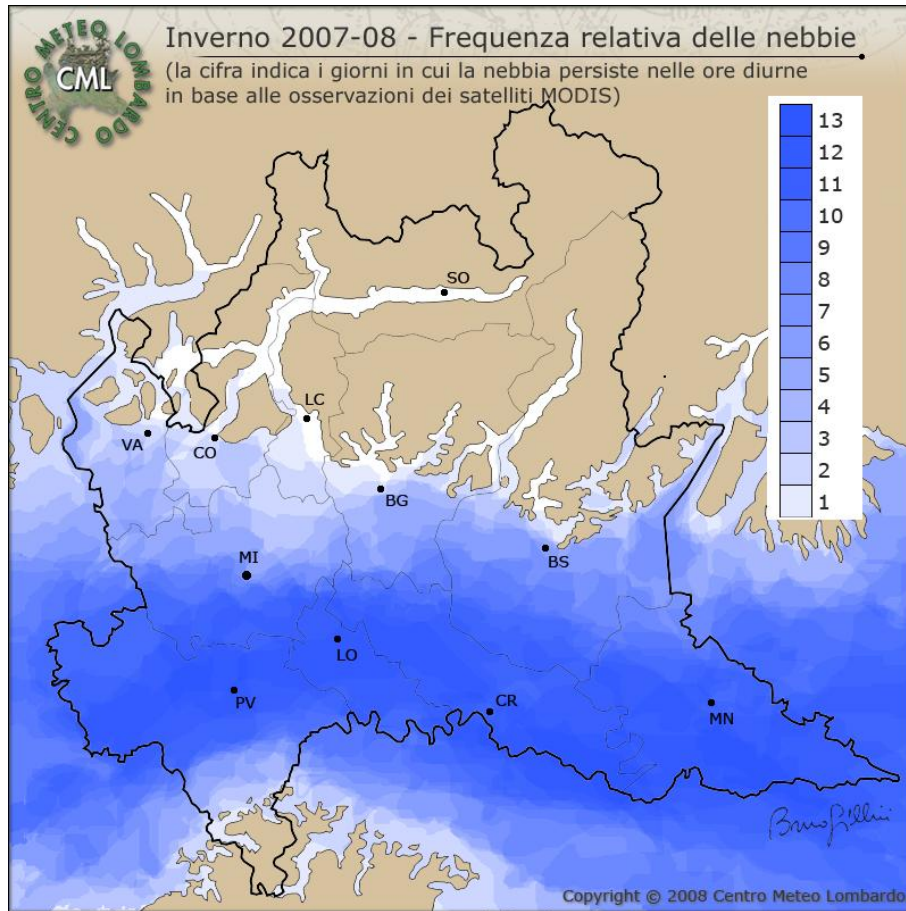 CENTRO METEO LOMBARDO
CML
Inverno 2007-08 - Frequenza relativa delle nebbie
(la cifra indica i giorni in cui la nebbia persiste nelle ore diurne
in base alle osservazioni dei satelliti MODIS)
13
12
11
10
9
8
7
6
5
4
3
2
1
SO
LC
VA
CO
BG
MI
BS
LO
PV
CR
MN
Copyright © 2008 Centro Meteo Lombardo